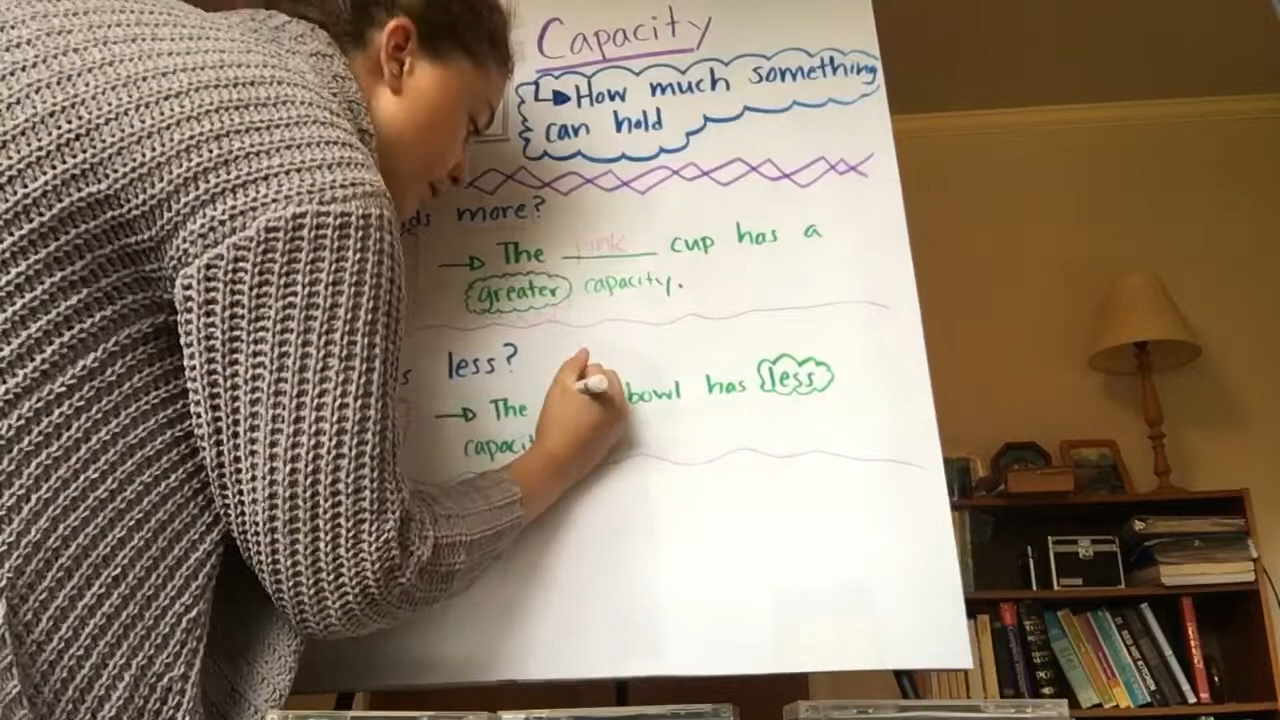 Capacity
How much something
can hold
more?
The pink cup has a
greater capacity.
less?
The bowl has less